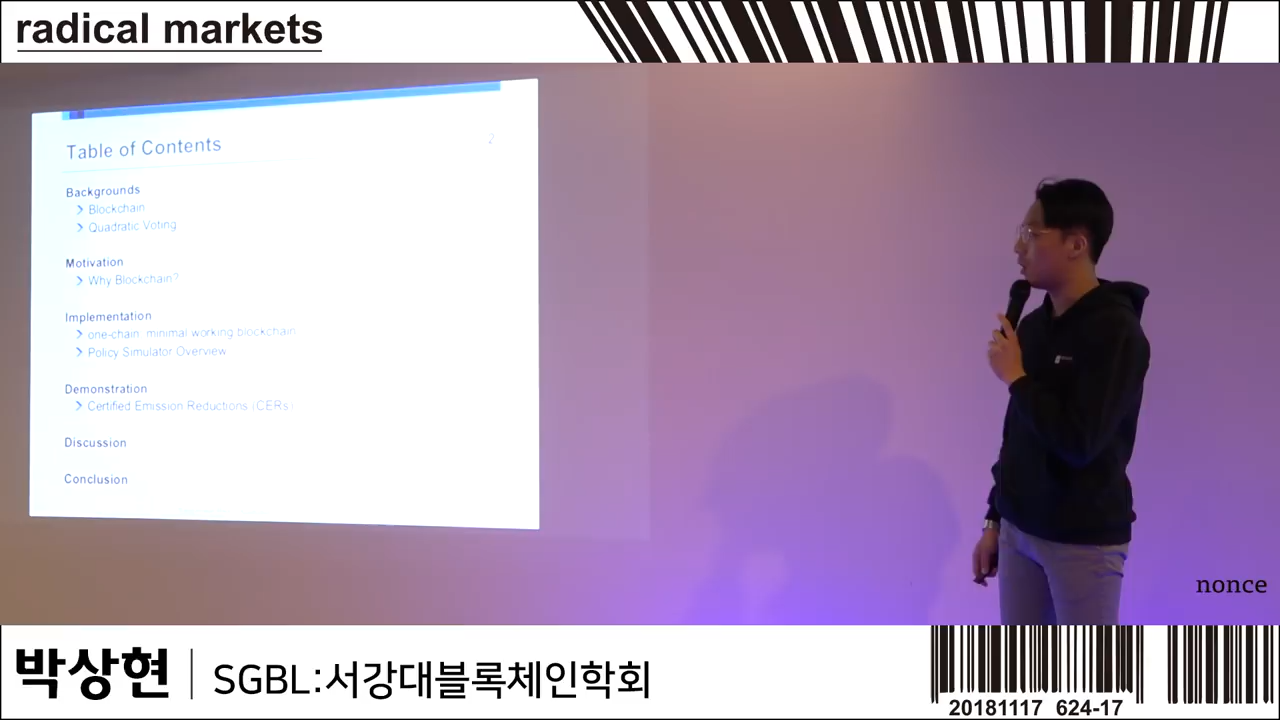 radical markets
Table of Contents
2
Backgrounds
Blockchain
Quadratic Voting
Motivation
Why Blockchain?
Implementation
one-chain: minimal working blockchain
Policy Simulator Overview
Demonstration
Certified Emission Reductions (CERs)
Discussion
Conclusion
nonce
박상현 | SGBL:서강대블록체인학회
20181117 624-17